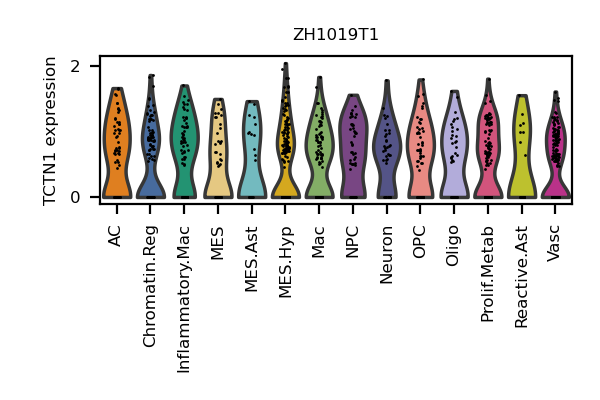 ZH1019T1
TCTN1 expression
2
0
AC
Chromatin.Reg
Inflammatory.Mac
MES
MES.Ast
MES.Hyp
Mac
NPC
Neuron
OPC
Oligo
Prolif.Metab
Reactive.Ast
Vasc